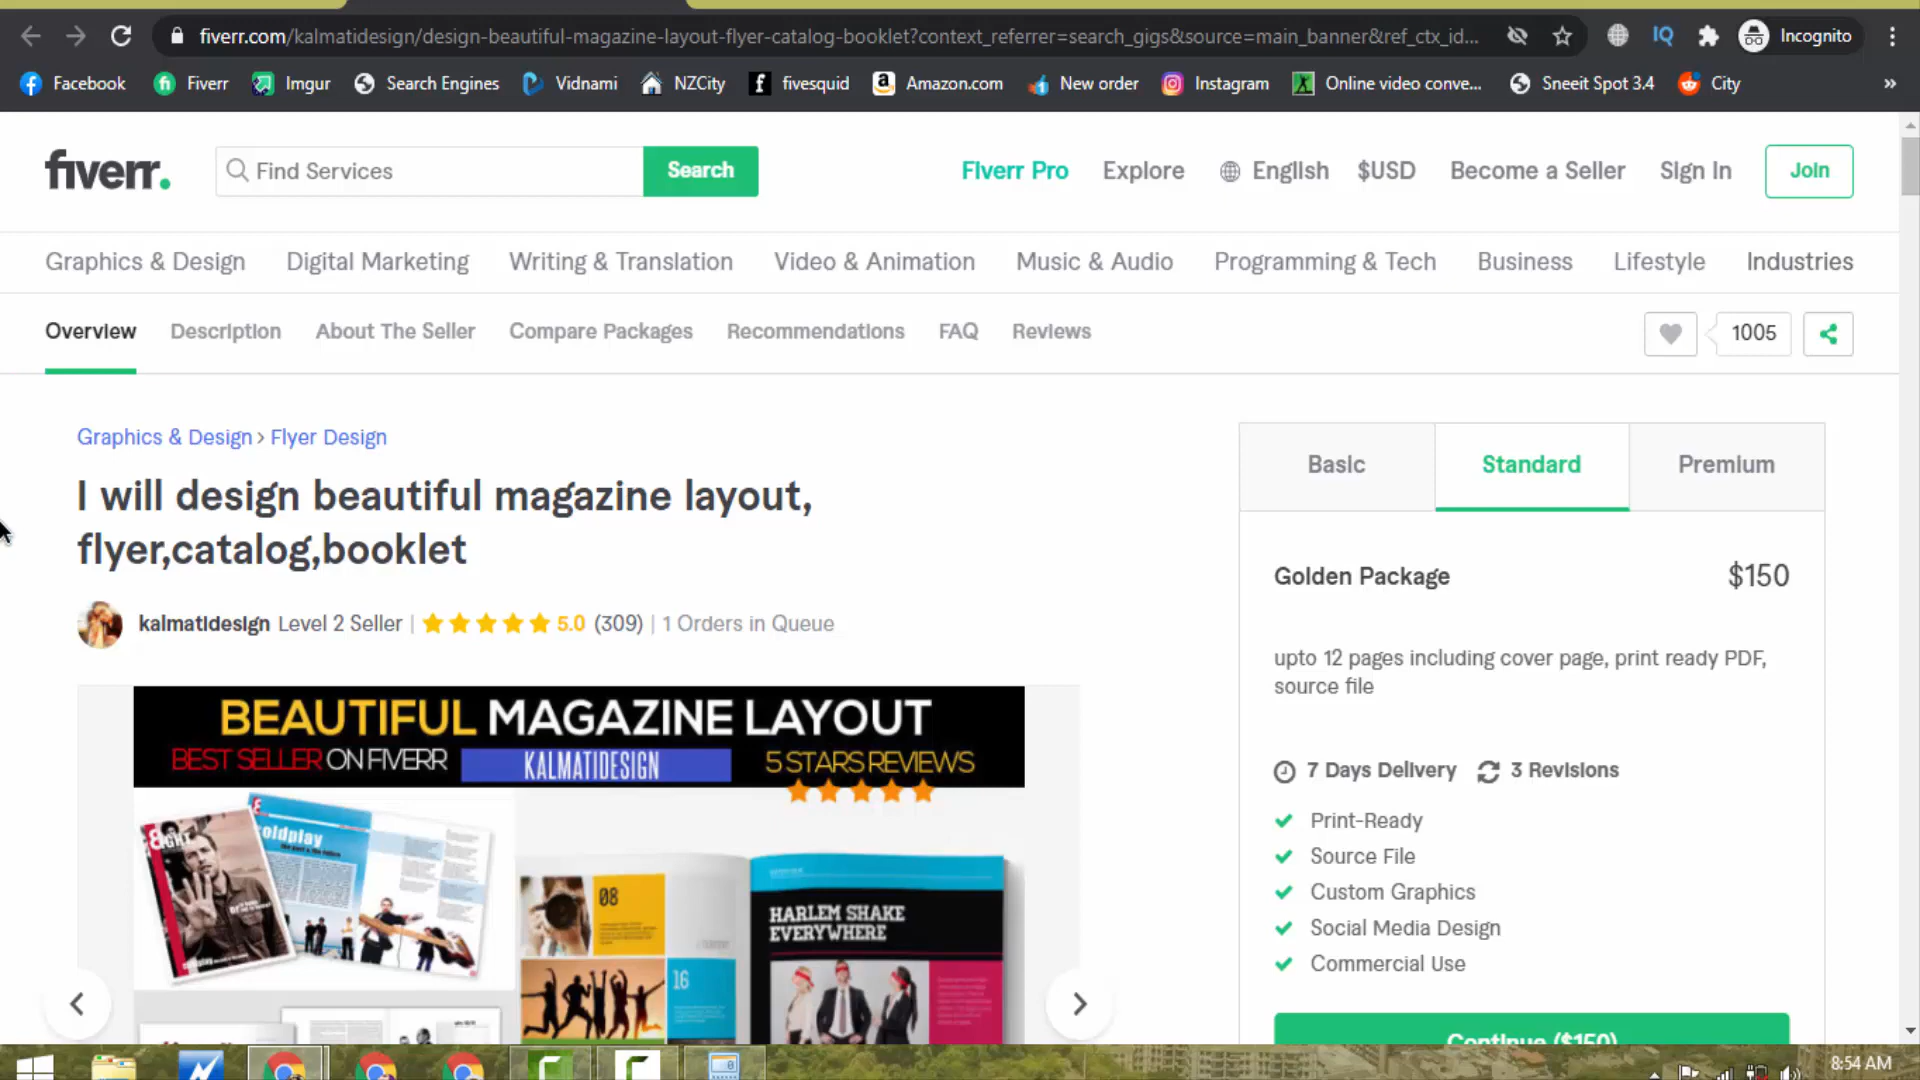 fiverr.com/kalmatidesign/design-beautiful-magazine-layout-flyer-catalog-booklet?context_referrer=search_gigs&source=main_banner&ref_ctx_id...
Incognito
Facebook
Fiverr
Imgur
Search Engines
Vidnami
NZCity
fivesquid
Amazon.com
New order
Instagram
Online video conve...
Sneeit Spot 3.4
City
»
fiverr.
Find Services
Search
Fiverr Pro
Explore
English
$USD
Become a Seller
Sign In
Join
Graphics & Design
Digital Marketing
Writing & Translation
Video & Animation
Music & Audio
Programming & Tech
Business
Lifestyle
Industries
Overview
Description
About The Seller
Compare Packages
Recommendations
FAQ
Reviews
1005
Graphics & Design › Flyer Design
I will design beautiful magazine layout,
flyer,catalog,booklet
kalmatidesign Level 2 Seller | 5.0 (309) | 1 Orders in Queue
BEAUTIFUL MAGAZINE LAYOUT
BEST SELLER ON FIVERR
KALMATIDESIGN
5 STARS REVIEWS
coldplay
08
16
HARLEM SHAKE
EVERYWHERE
Basic
Standard
Premium
Golden Package
$150
upto 12 pages including cover page, print ready PDF,
source file
7 Days Delivery
3 Revisions
Print-Ready
Source File
Custom Graphics
Social Media Design
Commercial Use
Continue ($150)
8:54 AM